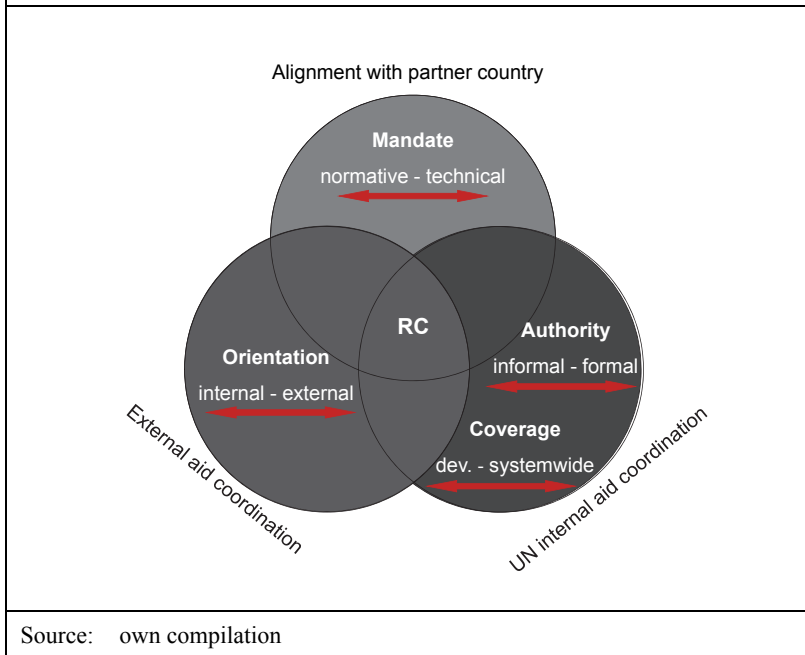 Alignment with partner country
Mandate
normative - technical
RC
Orientation
internal - external
Authority
informal - formal
Coverage
dev. - systemwide
External aid coordination
UN internal aid coordination
Source: own compilation